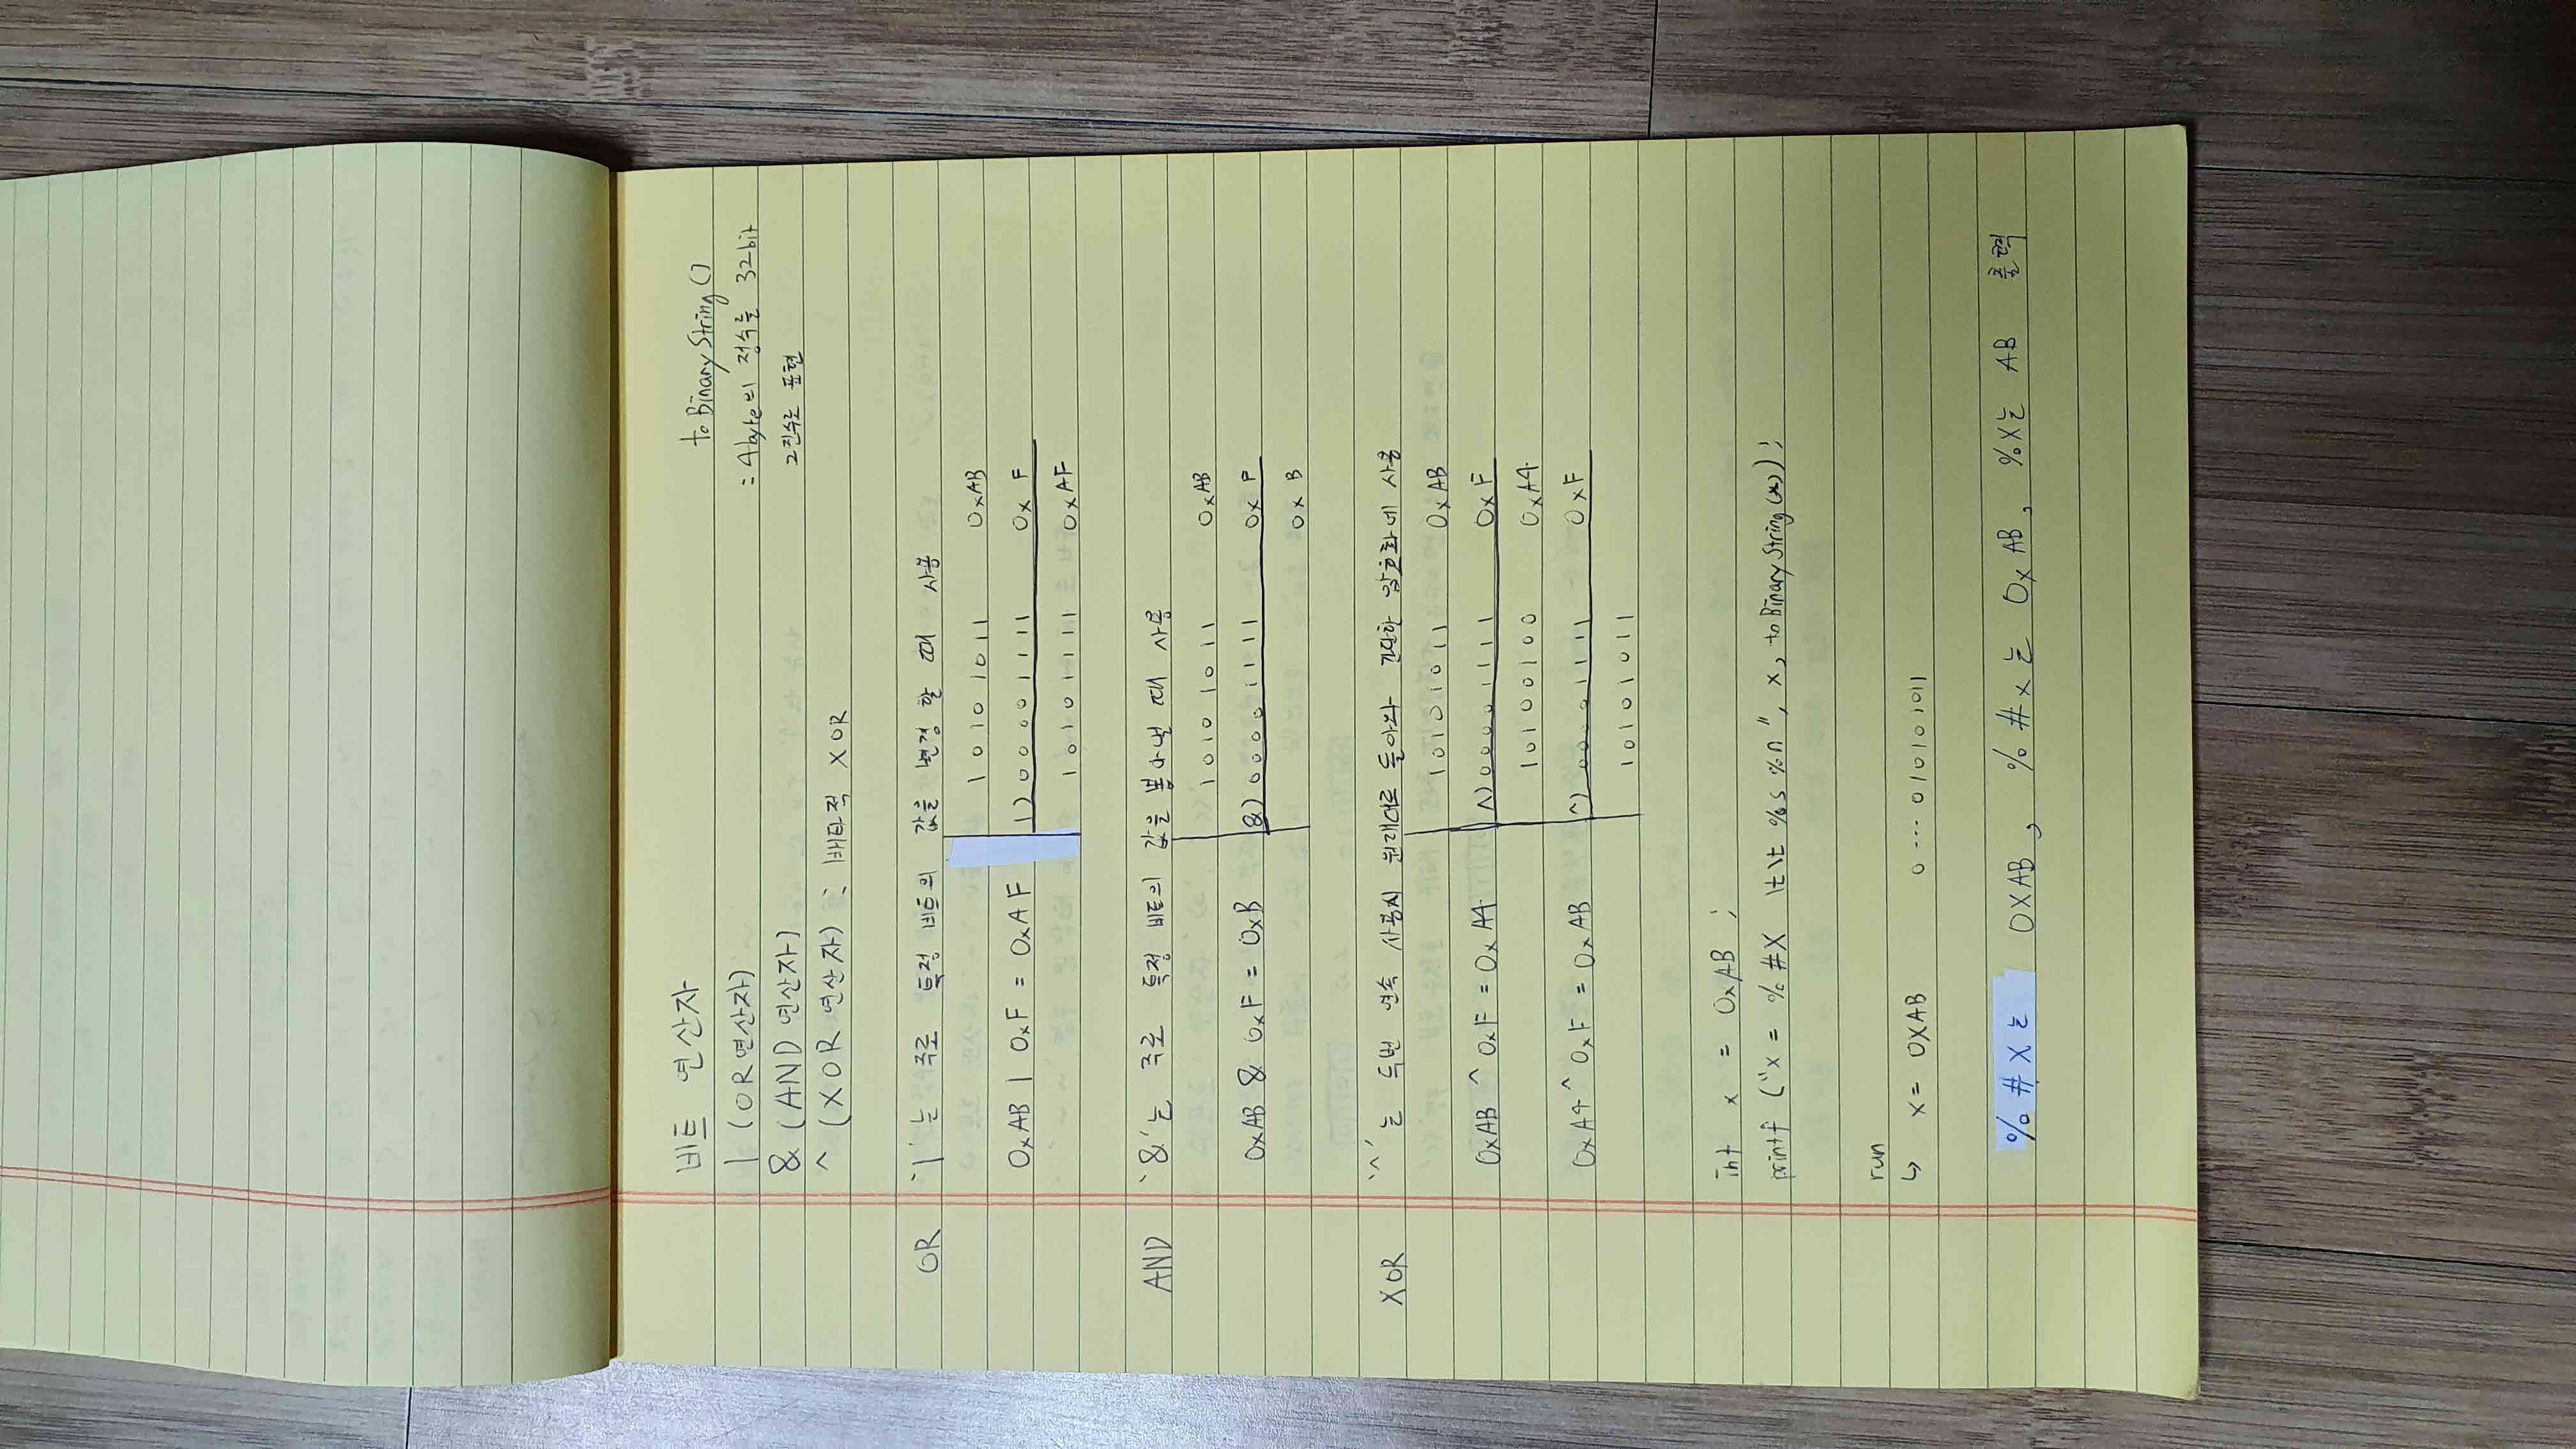 비트 연산자
toBinaryString()
| (OR연산자)
= 4byte의 정수를 32bit
& (AND 연산자)
2진수로 표현
^ (XOR 연산자) : 배타적 XOR
OR '|'는 주로 특정 비트의 값을 변경 할 때 사용
10101011 0xAB
0xAB | 0xF = 0xAF |) 00001111 0x F
10101111 0xAF
AND '&'는 주로 특정 비트의 값을 뽑아낼 때 사용
10101011 0xAB
0xAB & 0xF = 0xB &) 00001111 0x F
0x B
XOR '^'는 두번 연속 사용시 원래대로 돌아와 간단한 암호화에 사용
10101011 0xAB
0xAB ^ 0xF = 0xA4 ^) 00001111 0xF
10100100 0xA4
0xA4 ^ 0xF = 0xAB ^) 00001111 0xF
10101011
int x = 0xAB ;
printf ("x = %#X \t\t %s %n", x, toBinaryString(x));
run
↳ x = 0XAB 0 ... 010101011
%#X는 0XAB, %#x는 0xAB, %X는 AB 출력